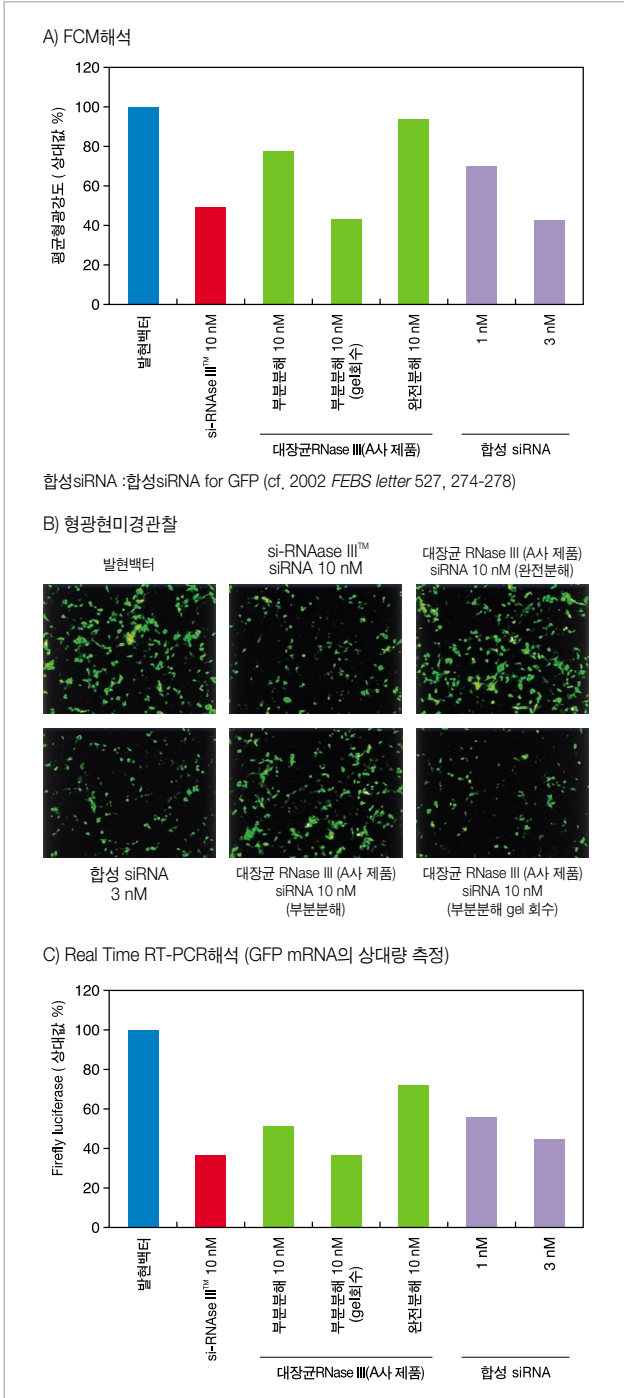 A) FCM해석
120
100
80
60
40
20
0
평균형광강도 ( 상대값 %)
발현백터
si-RNAse III™ 10 nM
부분분해 10 nM
부분분해 10 nM
(gel회수)
완전분해 10 nM
1 nM
3 nM
대장균RNase III(A사 제품)
합성 siRNA
합성siRNA :합성siRNA for GFP (cf, 2002 FEBS letter 527, 274-278)
B) 형광현미경관찰
발현백터
si-RNAase III™
siRNA 10 nM
대장균 RNase III (A사 제품)
siRNA 10 nM (완전분해)
합성 siRNA
3 nM
대장균 RNase III (A사 제품)
siRNA 10 nM
(부분분해)
대장균 RNase III (A사 제품)
siRNA 10 nM
(부분분해 gel 회수)
C) Real Time RT-PCR해석 (GFP mRNA의 상대량 측정)
120
100
80
60
40
20
0
Firefly luciferase ( 상대값 %)
발현백터
si-RNAse III™ 10 nM
부분분해 10 nM
부분분해 10 nM
(gel회수)
완전분해 10 nM
1 nM
3 nM
대장균RNase III(A사 제품)
합성 siRNA